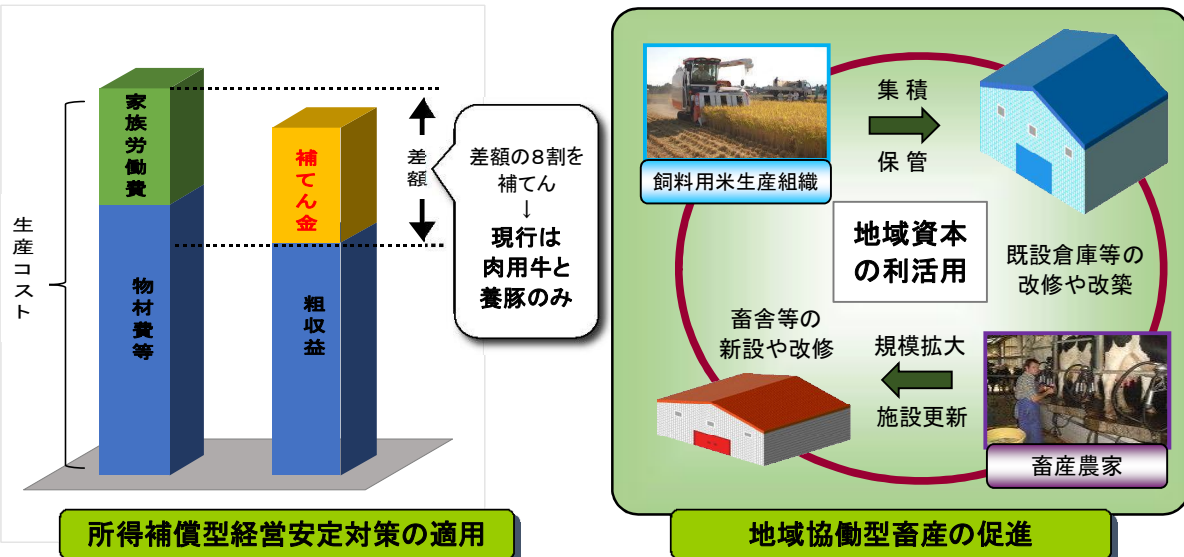 生産コスト
家族労働費
物材費等
補てん金
粗収益
差額
差額の8割を
補てん
↓
現行は
肉用牛と
養豚のみ
所得補償型経営安定対策の適用
飼料用米生産組織
集積
保管
既設倉庫等の
改修や改築
地域資本
の利活用
畜舎等の
新設や改修
規模拡大
施設更新
畜産農家
地域協働型畜産の促進